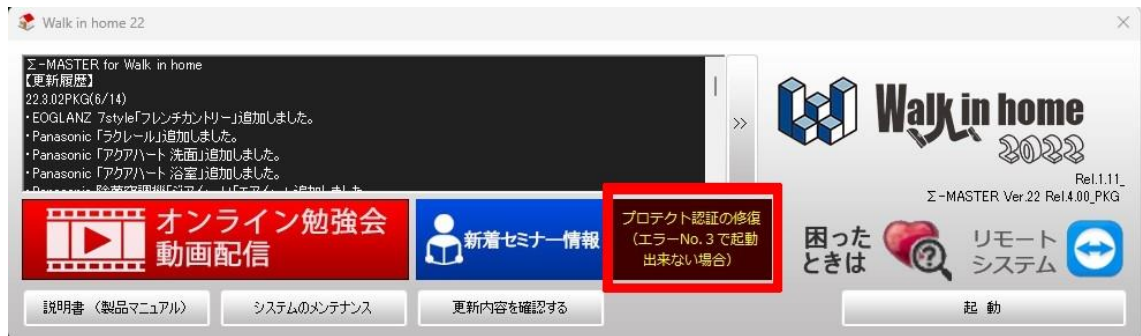 Walk in home 22
Σ-MASTER for Walk in home
【更新履歴】
22.3.02PKG(6/14)
・EOGLANZ 7style「フレンチカントリー」追加しました。
・Panasonic「ラクレール」追加しました。
・Panasonic「アクアハート 洗面」追加しました。
・Panasonic「アクアハート 浴室」追加しました。
>>
Walk in home
2022
Rel.1.11_
Σ-MASTER Ver.22 Rel.4.00_PKG
オンライン勉強会
動画配信
新着セミナー情報
プロテクト認証の修復
(エラーNo.3で起動
出来ない場合)
困った
ときは
リモート
システム
説明書 (製品マニュアル)
システムのメンテナンス
更新内容を確認する
起 動